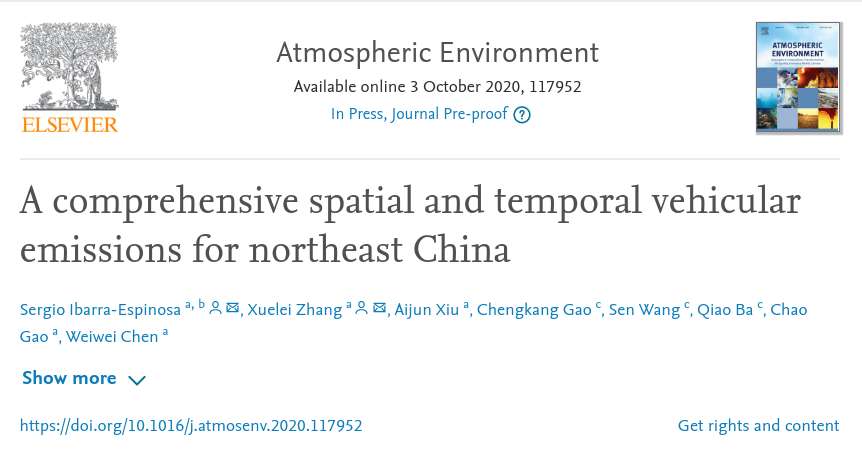 Atmospheric Environment
Available online 3 October 2020, 117952
In Press, Journal Pre-proof ?
ELSEVIER
ATMOSPHERIC
ENVIRONMENT
A comprehensive spatial and temporal vehicular
emissions for northeast China
Sergio Ibarra-Espinosa a, b, Xuelei Zhang a, Aijun Xiu a, Chengkang Gao c, Sen Wang c, Qiao Ba c, Chao
Gao a, Weiwei Chen a
Show more
https://doi.org/10.1016/j.atmosenv.2020.117952
Get rights and content